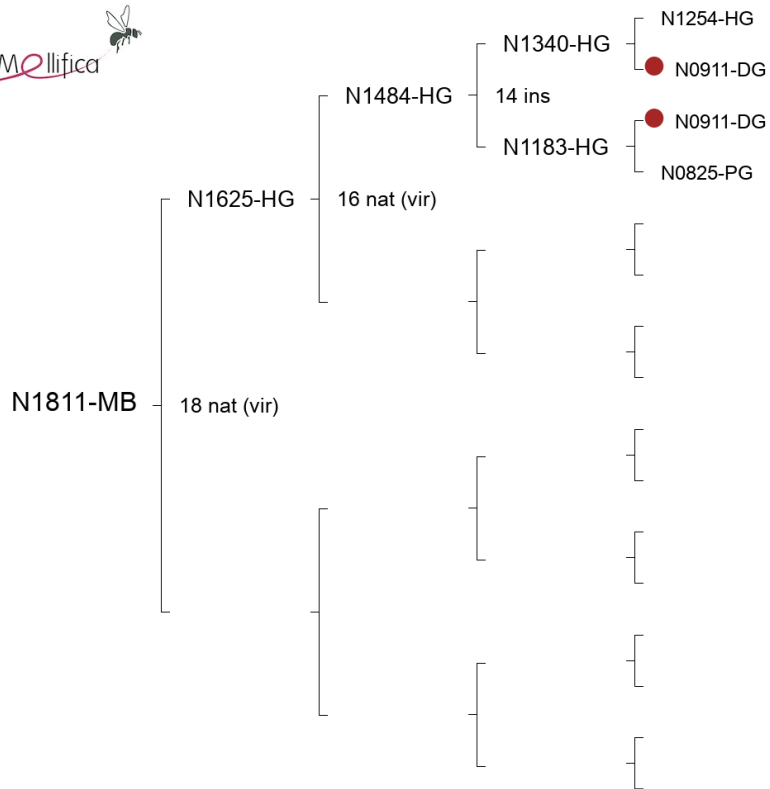 Mellifica
N1254-HG
N1340-HG
N0911-DG
N1484-HG
14 ins
N0911-DG
N1183-HG
N0825-PG
N1625-HG
16 nat (vir)
N1811-MB
18 nat (vir)